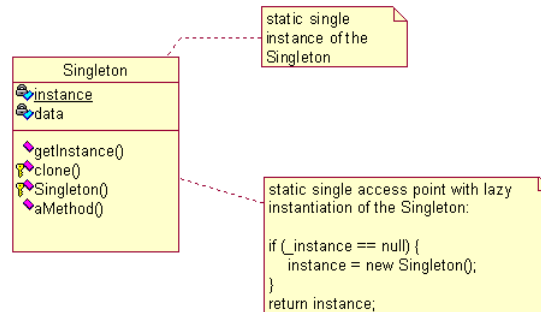 static single
instance of the
Singleton
Singleton
instance
data
getInstance()
clone()
Singleton()
aMethod()
static single access point with lazy
instantiation of the Singleton:
if (_instance == null) {
instance = new Singleton();
}
return instance;